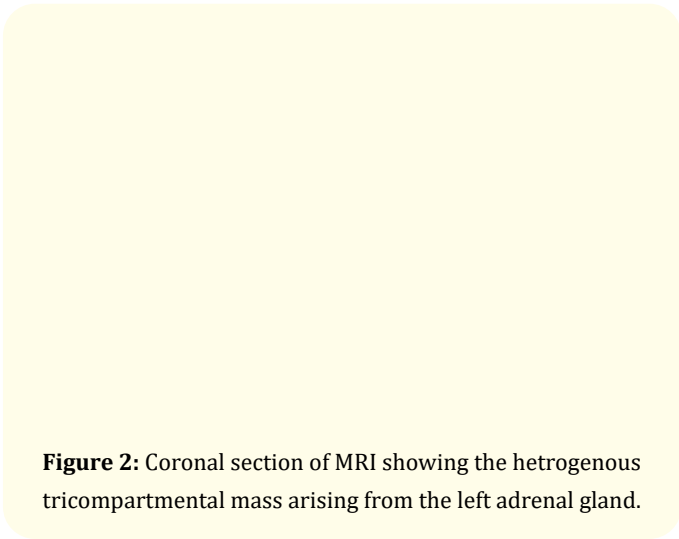 Figure 2: Coronal section of MRI showing the hetrogenous
tricompartmental mass arising from the left adrenal gland.